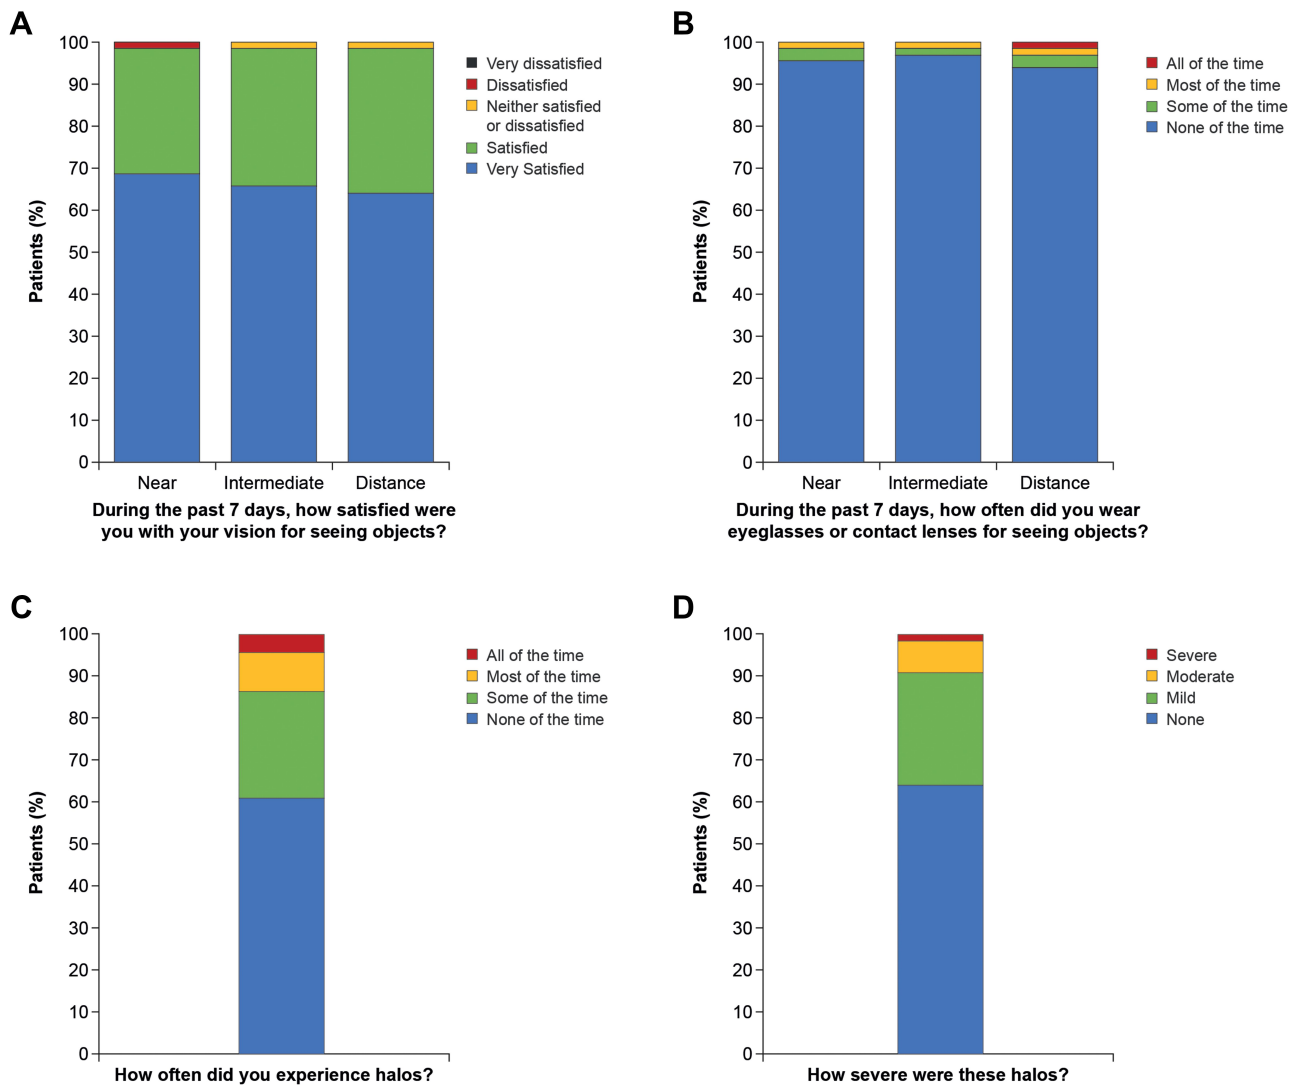 A
100
90
80
70
60
50
40
30
20
10
0
Patients (%)
Near
Intermediate
Distance
During the past 7 days, how satisfied were
you with your vision for seeing objects?
Very dissatisfied
Dissatisfied
Neither satisfied
or dissatisfied
Satisfied
Very Satisfied
B
100
90
80
70
60
50
40
30
20
10
0
Patients (%)
Near
Intermediate
Distance
During the past 7 days, how often did you wear
eyeglasses or contact lenses for seeing objects?
All of the time
Most of the time
Some of the time
None of the time
C
100
90
80
70
60
50
40
30
20
10
0
Patients (%)
How often did you experience halos?
All of the time
Most of the time
Some of the time
None of the time
D
100
90
80
70
60
50
40
30
20
10
0
Patients (%)
How severe were these halos?
Severe
Moderate
Mild
None